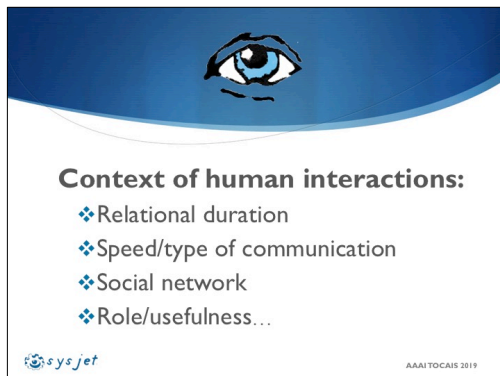 Context of human interactions:
❖Relational duration
❖Speed/type of communication
❖Social network
❖Role/usefulness...
sysjet
AAAI TOCAIS 2019